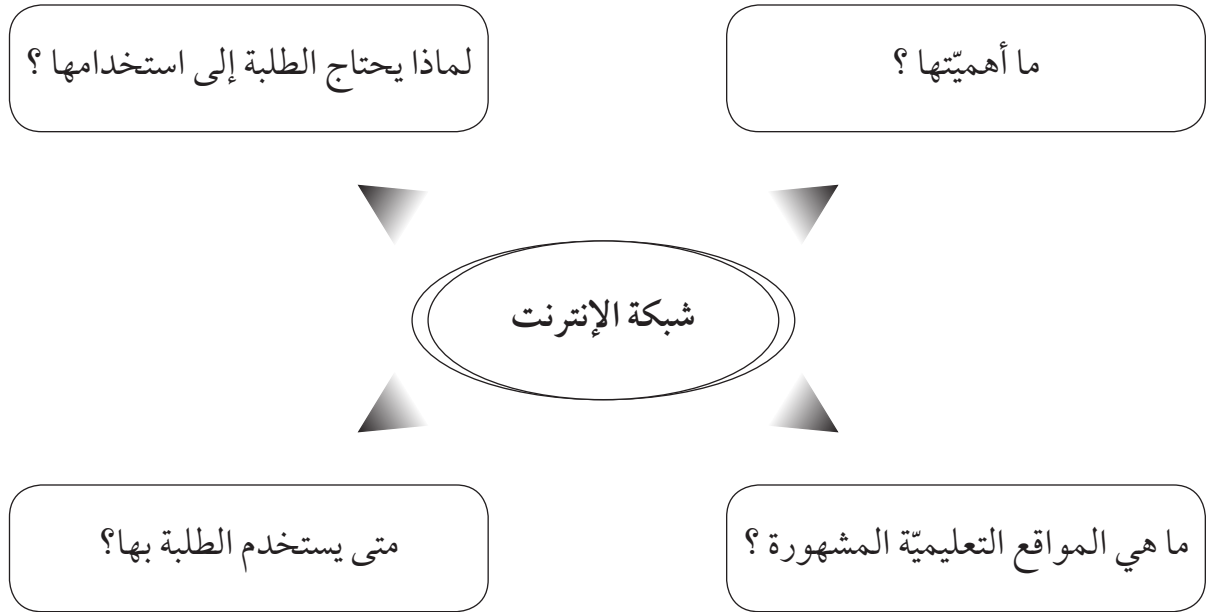 ما أهميّتها ؟
لماذا يحتاج الطلبة إلى استخدامها ؟
شبكة الإنترنت
ما هي المواقع التعليميّة المشهورة ؟
متى يستخدم الطلبة بها؟